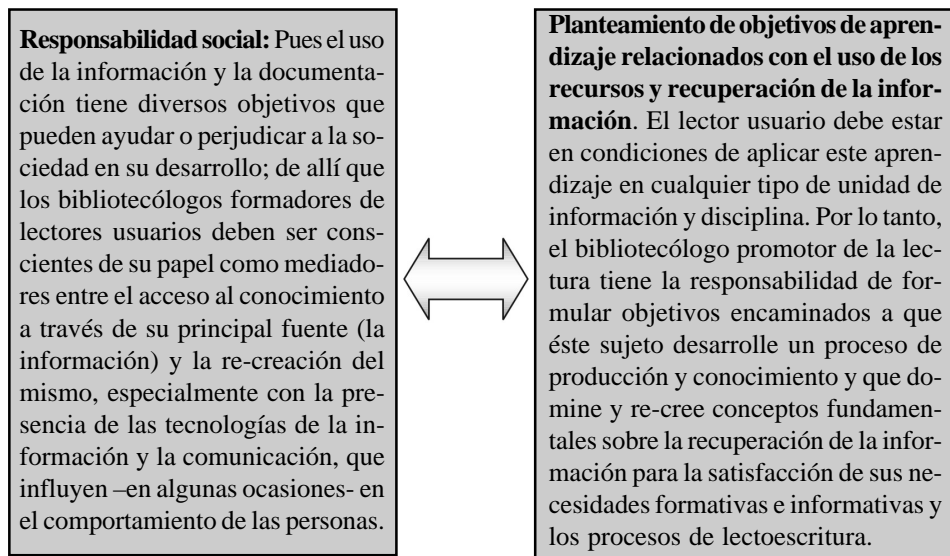 Responsabilidad social: Pues el uso
de la información y la documenta-
ción tiene diversos objetivos que
pueden ayudar o perjudicar a la so-
ciedad en su desarrollo; de allí que
los bibliotecólogos formadores de
lectores usuarios deben ser cons-
cientes de su papel como mediado-
res entre el acceso al conocimiento
a través de su principal fuente (la
información) y la re-creación del
mismo, especialmente con la pre-
sencia de las tecnologías de la in-
formación y la comunicación, que
influyen –en algunas ocasiones- en
el comportamiento de las personas.
Planteamiento de objetivos de apren-
dizaje relacionados con el uso de los
recursos y recuperación de la infor-
mación. El lector usuario debe estar
en condiciones de aplicar este apren-
dizaje en cualquier tipo de unidad de
información y disciplina. Por lo tanto,
el bibliotecólogo promotor de la lec-
tura tiene la responsabilidad de for-
mular objetivos encaminados a que
éste sujeto desarrolle un proceso de
producción y conocimiento y que do-
mine y re-cree conceptos fundamen-
tales sobre la recuperación de la infor-
mación para la satisfacción de sus ne-
cesidades formativas e informativas y
los procesos de lectoescritura.